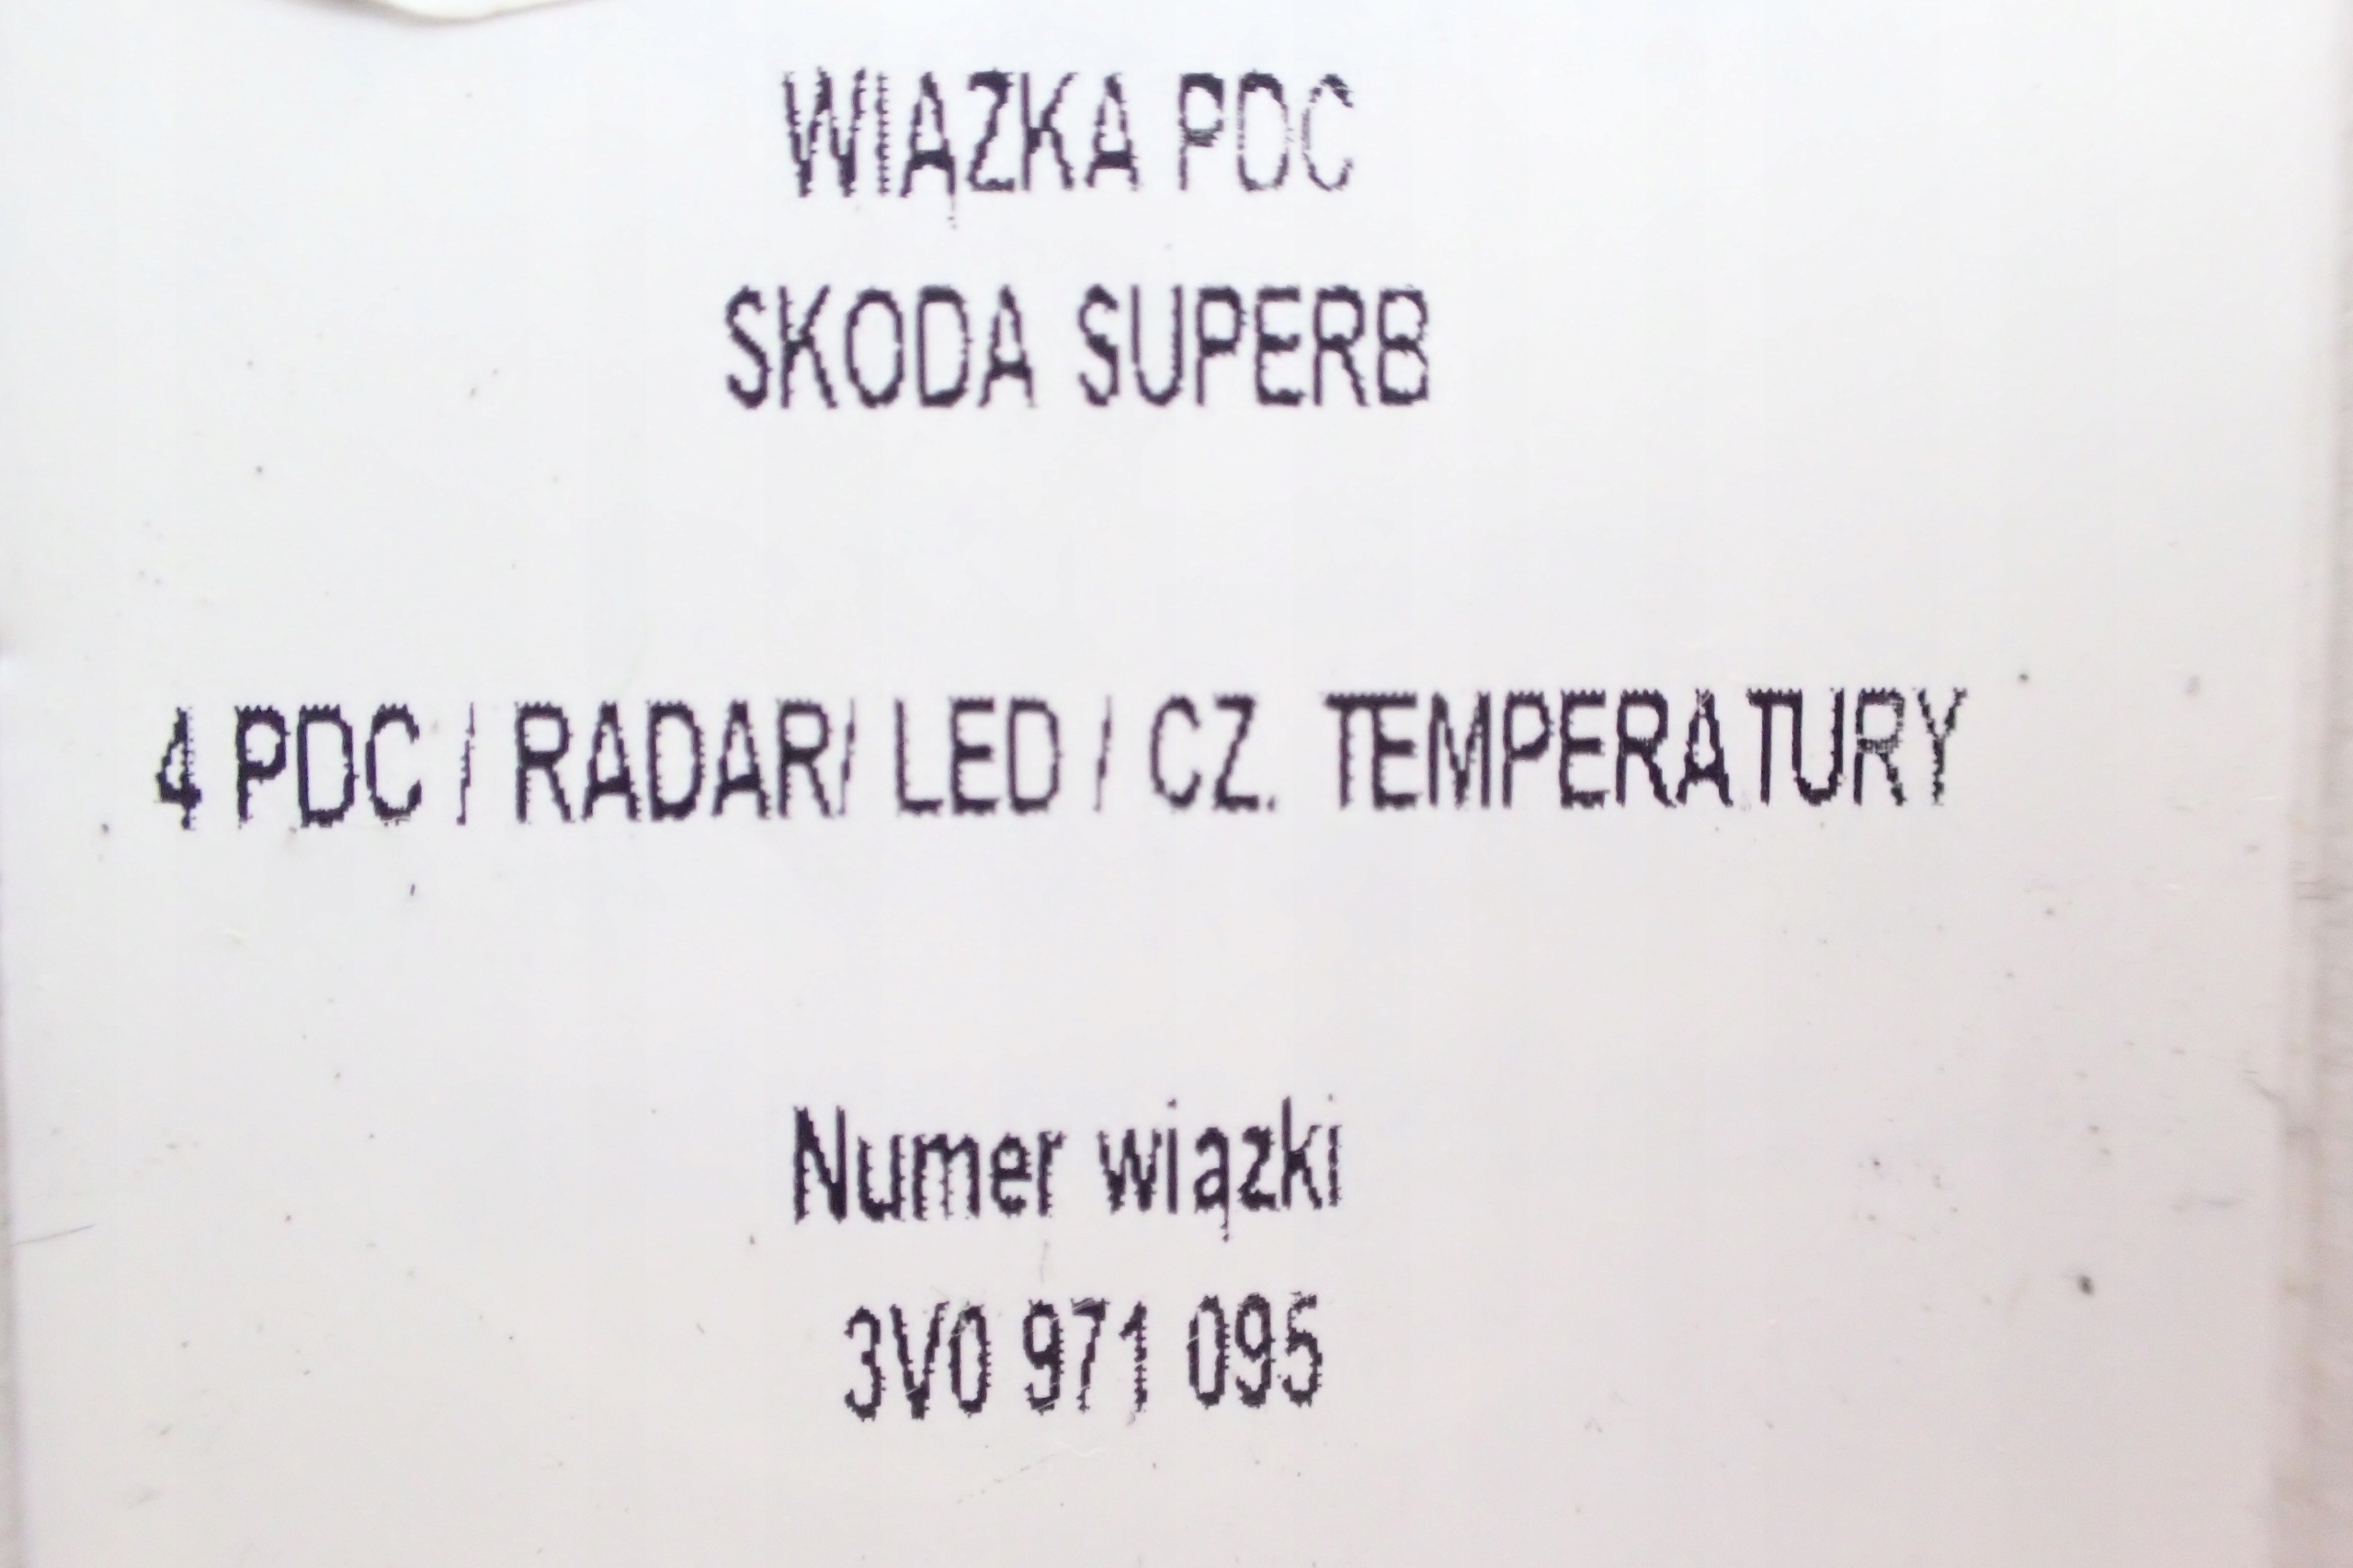 WIĄZKA PDC
SKODA SUPERB
4 PDC / RADAR/ LED / CZ. TEMPERATURY
Numer wiązki
3V0 971 095